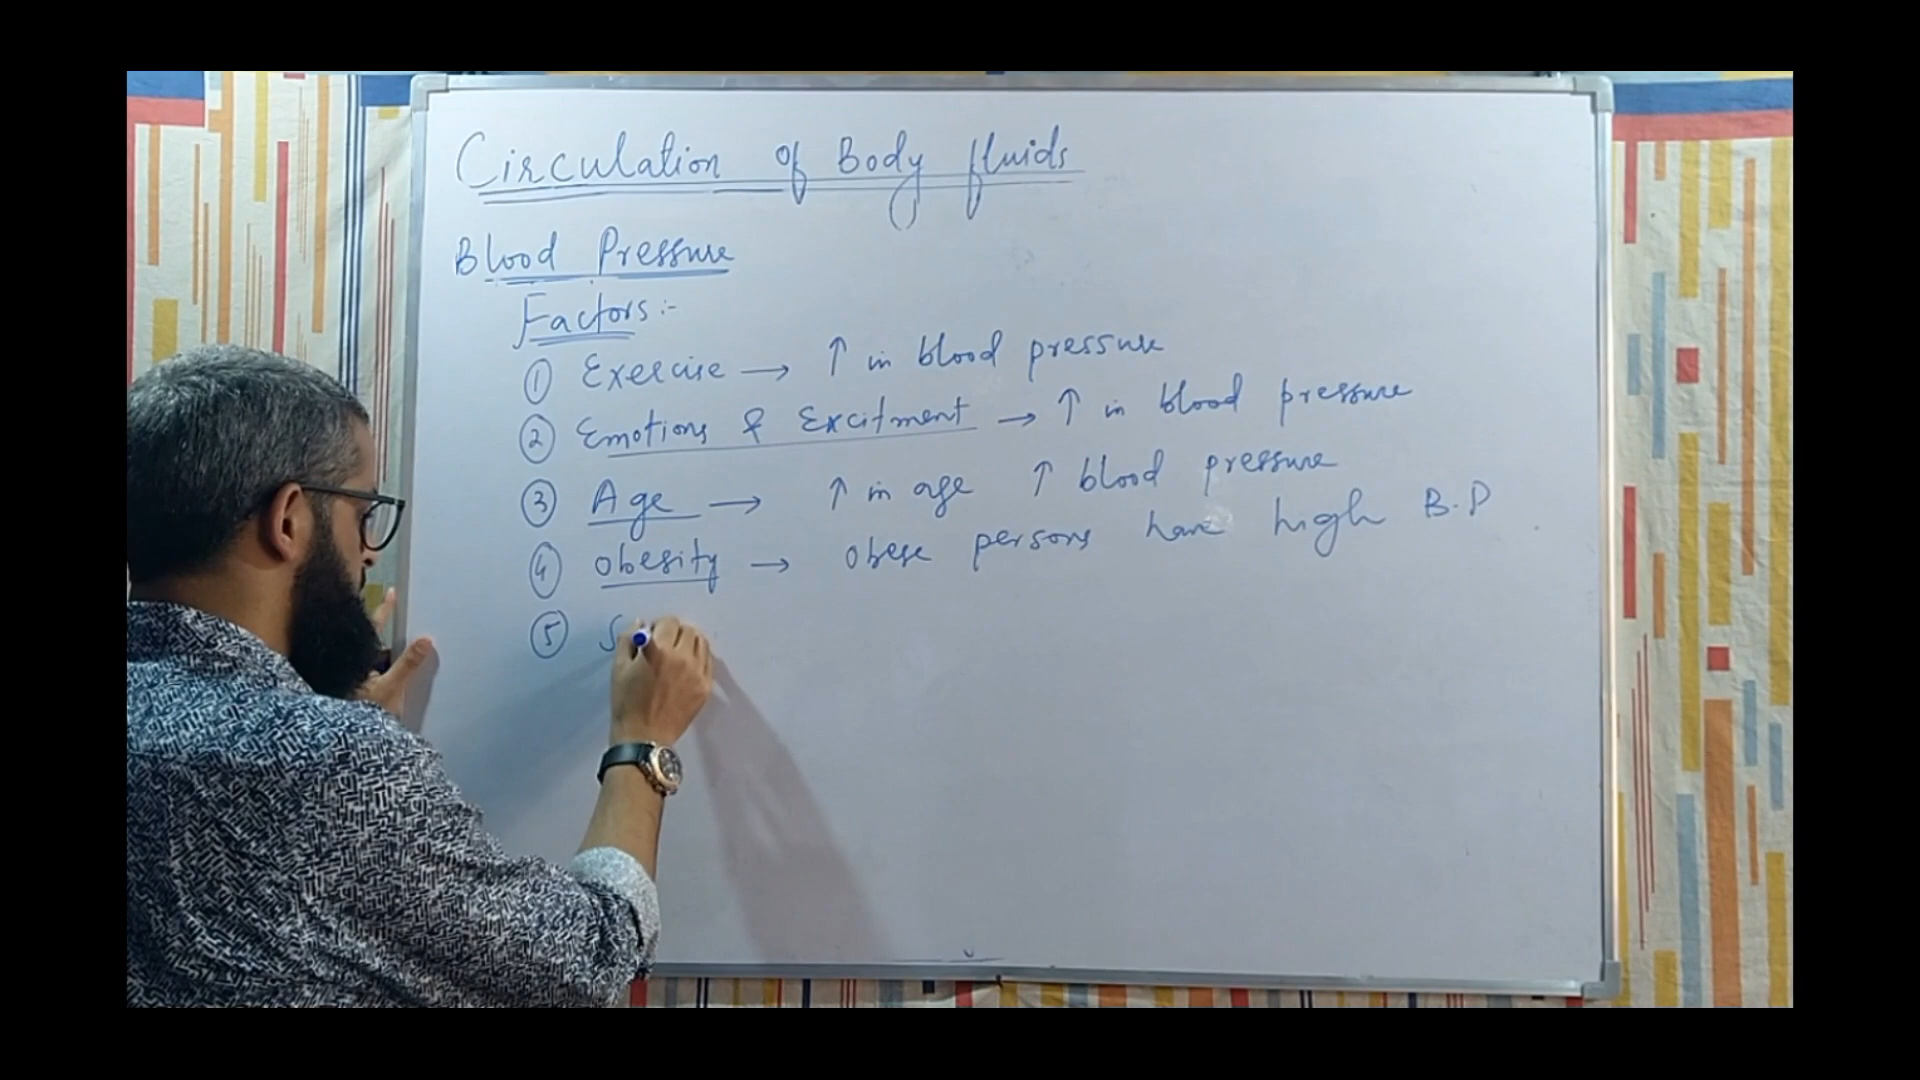 Circulation of Body fluids
Blood Pressure
Factors:-
① Exercise → ↑ in blood pressure
② Emotions & Excitment → ↑ in blood pressure
③ Age → ↑ in age ↑ blood pressure
④ Obesity → Obese persons have high B.P
⑤ S